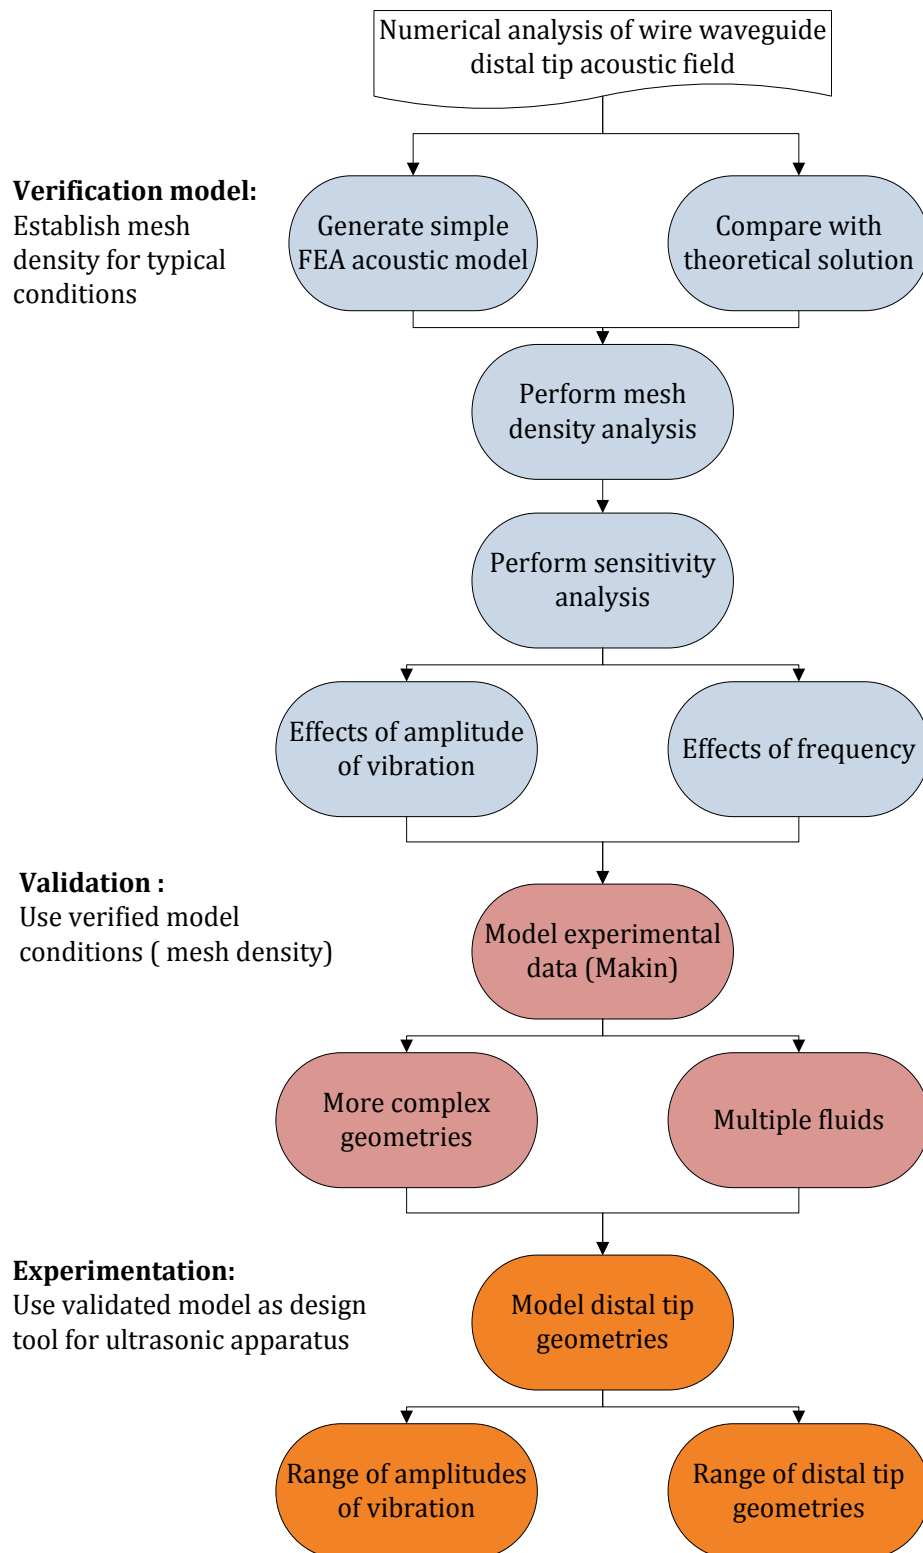 Numerical analysis of wire waveguide
distal tip acoustic field
Verification model:
Establish mesh
density for typical
conditions
Generate simple
FEA acoustic model
Compare with
theoretical solution
Perform mesh
density analysis
Perform sensitivity
analysis
Effects of amplitude
of vibration
Effects of frequency
Validation :
Use verified model
conditions ( mesh density)
Model experimental
data (Makin)
More complex
geometries
Multiple fluids
Experimentation:
Use validated model as design
tool for ultrasonic apparatus
Model distal tip
geometries
Range of amplitudes
of vibration
Range of distal tip
geometries